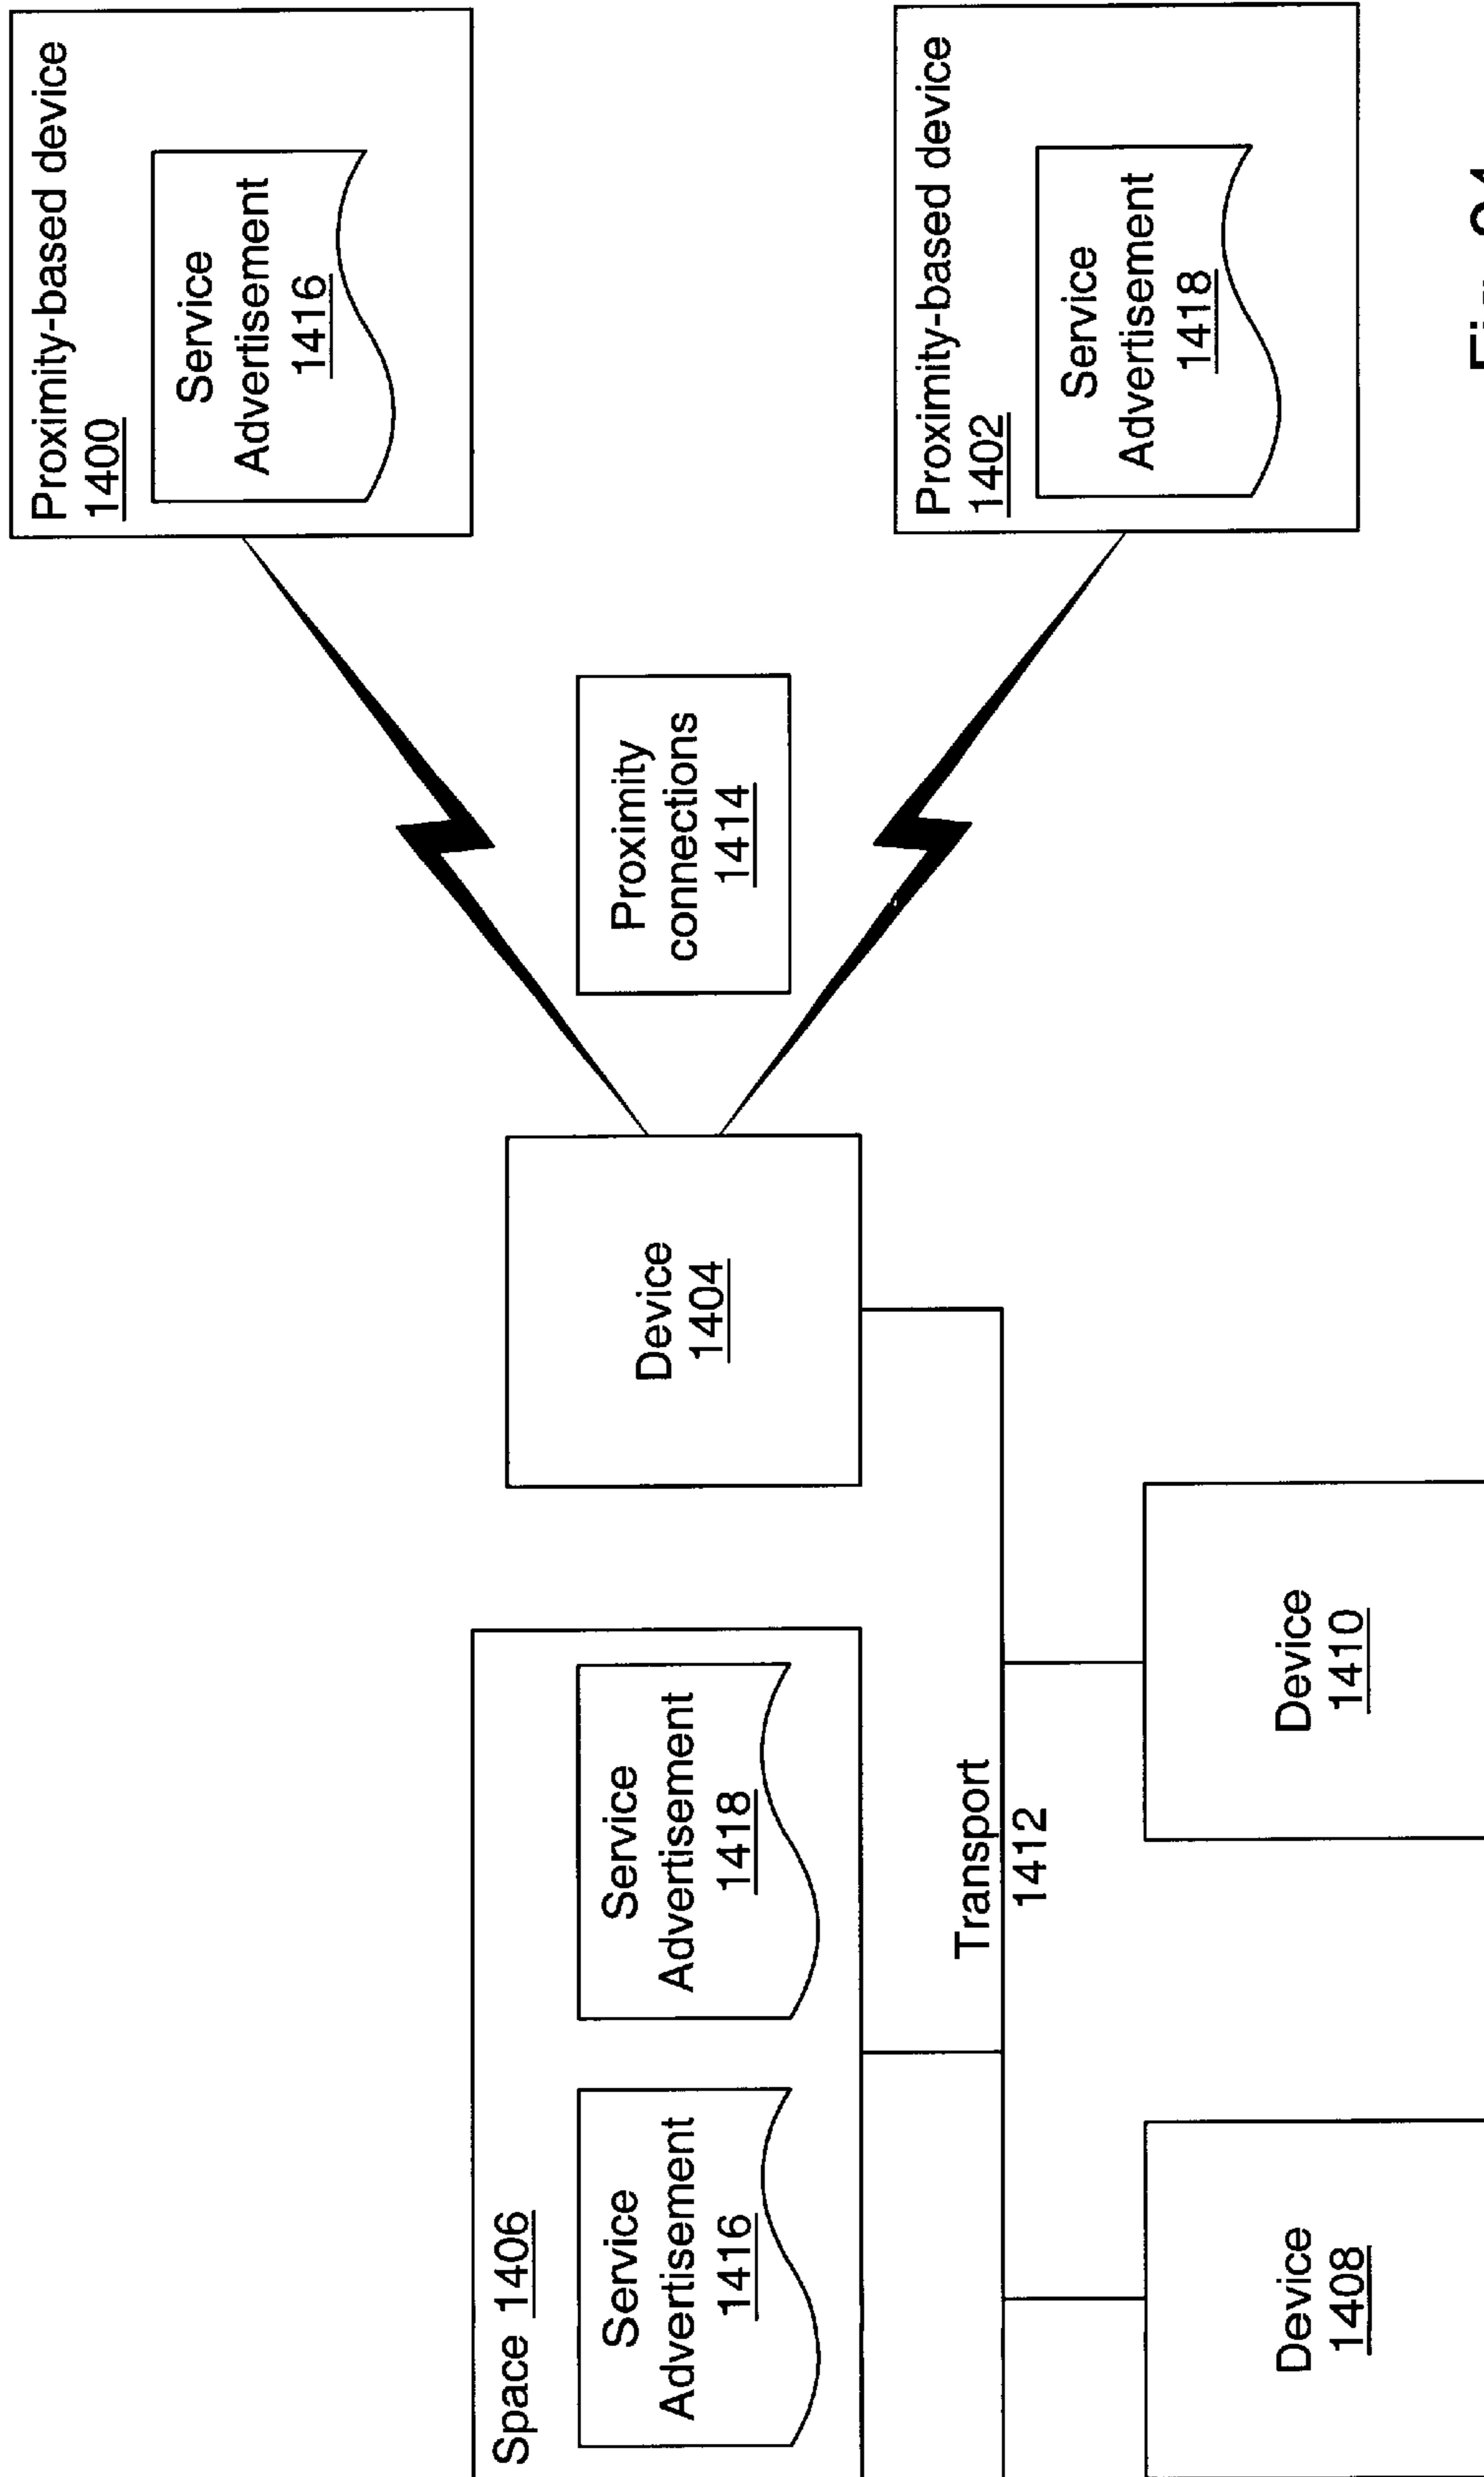 Proximity-based device
1400
Service
Advertisement
1416
Space 1406
Service
Advertisement
1416
Service
Advertisement
1418
Device
1404
Proximity
connections
1414
Transport
1412
Proximity-based device
1402
Service
Advertisement
1418
Device
1408
Device
1410